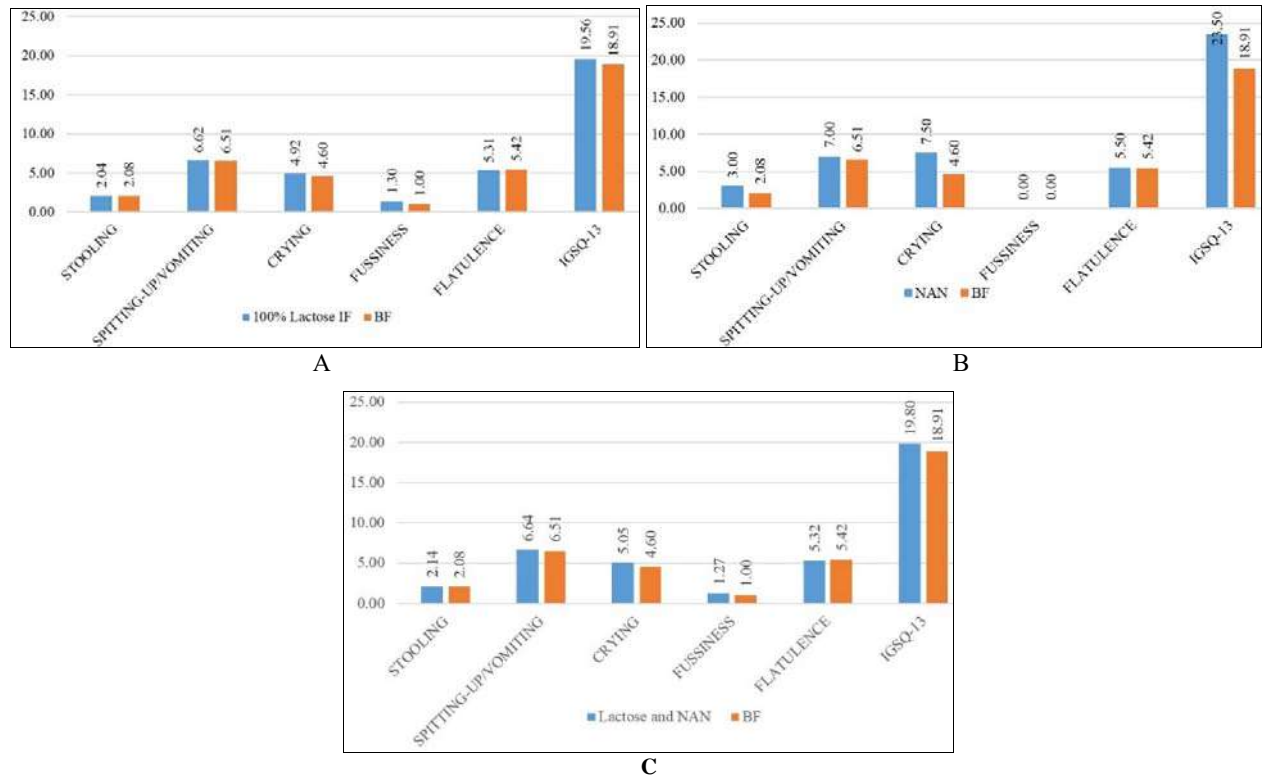 25.00
20.00
15.00
10.00
5.00
0.00
2.04
2.08
6.62
6.51
4.92
4.60
1.30
1.00
5.31
5.42
19.56
18.91
STOOLING
SPITTING-UP/VOMITING
CRYING
FUSSINESS
FLATULENCE
IGSQ-13
100% Lactose IF BF
A
25.00
20.00
15.00
10.00
5.00
0.00
3.00
2.08
7.00
6.51
7.50
4.60
0.00
0.00
5.50
5.42
23.50
18.91
STOOLING
SPITTING-UP/VOMITING
CRYING
FUSSINESS
FLATULENCE
IGSQ-13
NAN BF
B
25.00
20.00
15.00
10.00
5.00
0.00
2.14
2.08
6.64
6.51
5.05
4.60
1.27
1.00
5.32
5.42
19.80
18.91
STOOLING
SPITTING-UP/VOMITING
CRYING
FUSSINESS
FLATULENCE
IGSQ-13
Lactose and NAN BF
C